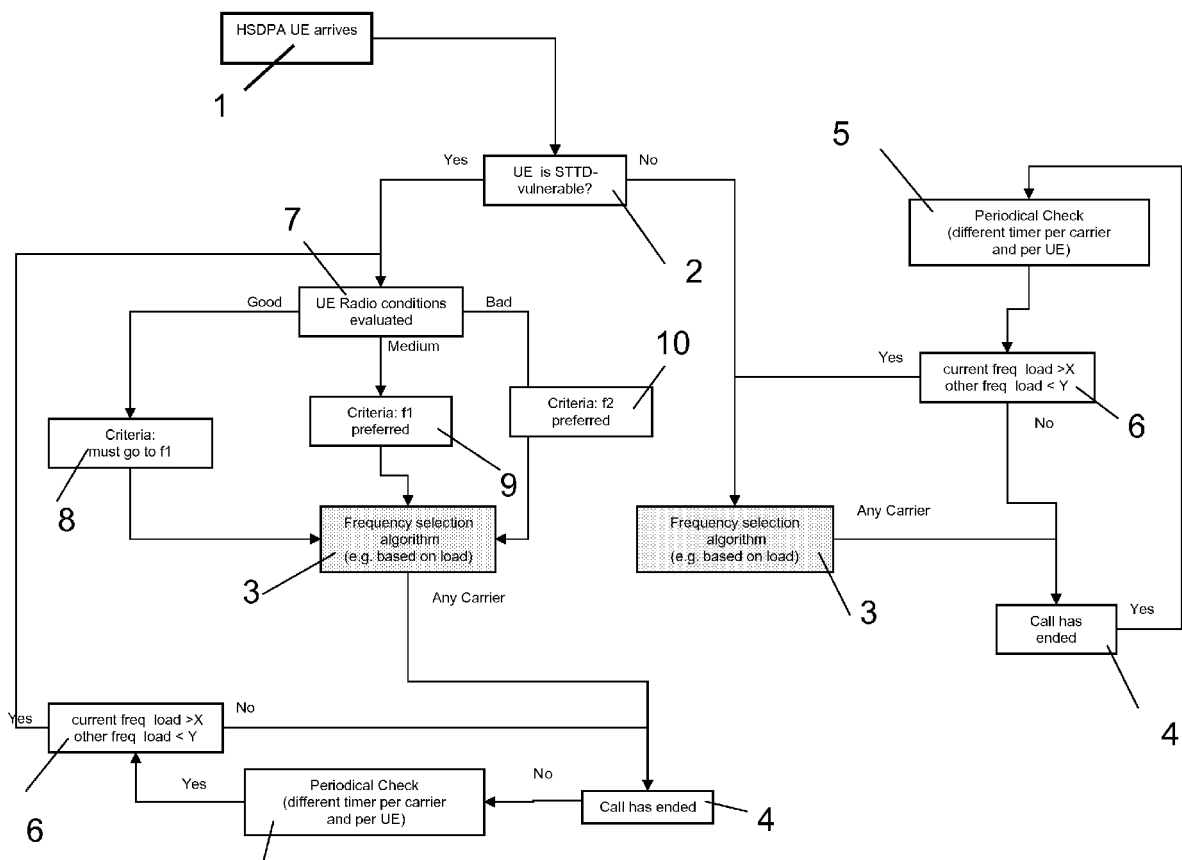 HSDPA UE arrives
1
5
Yes
No
UE is STTD-
vulnerable?
2
Periodical Check
(different timer per carrier
and per UE)
7
Good
UE Radio conditions
evaluated
Bad
Medium
10
Yes
current freq load >X
other freq load < Y
6
No
Criteria:
must go to f1
8
Criteria: f1
preferred
9
Criteria: f2
preferred
Frequency selection
algorithm
(e.g. based on load)
3
Any Carrier
Frequency selection
algorithm
(e.g. based on load)
3
Any Carrier
Call has
ended
Yes
4
Yes
current freq load >X
other freq load < Y
No
6
Yes
Periodical Check
(different timer per carrier
and per UE)
No
Call has ended
4